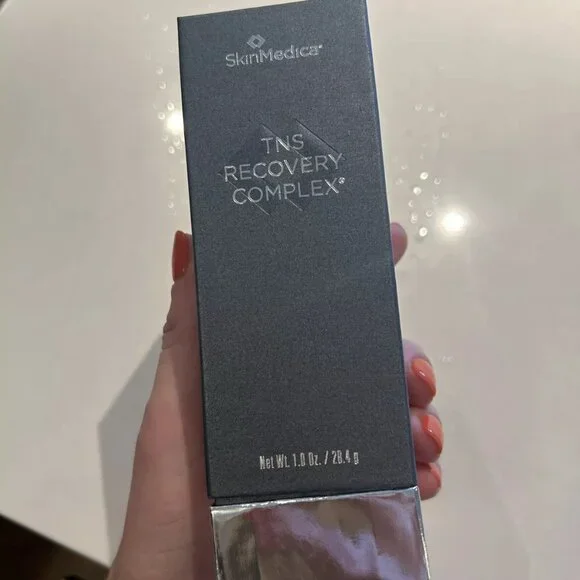 SkinMedica®
TNS
RECOVERY
COMPLEX®
Net Wt. 1.0 Oz. / 28.4 g